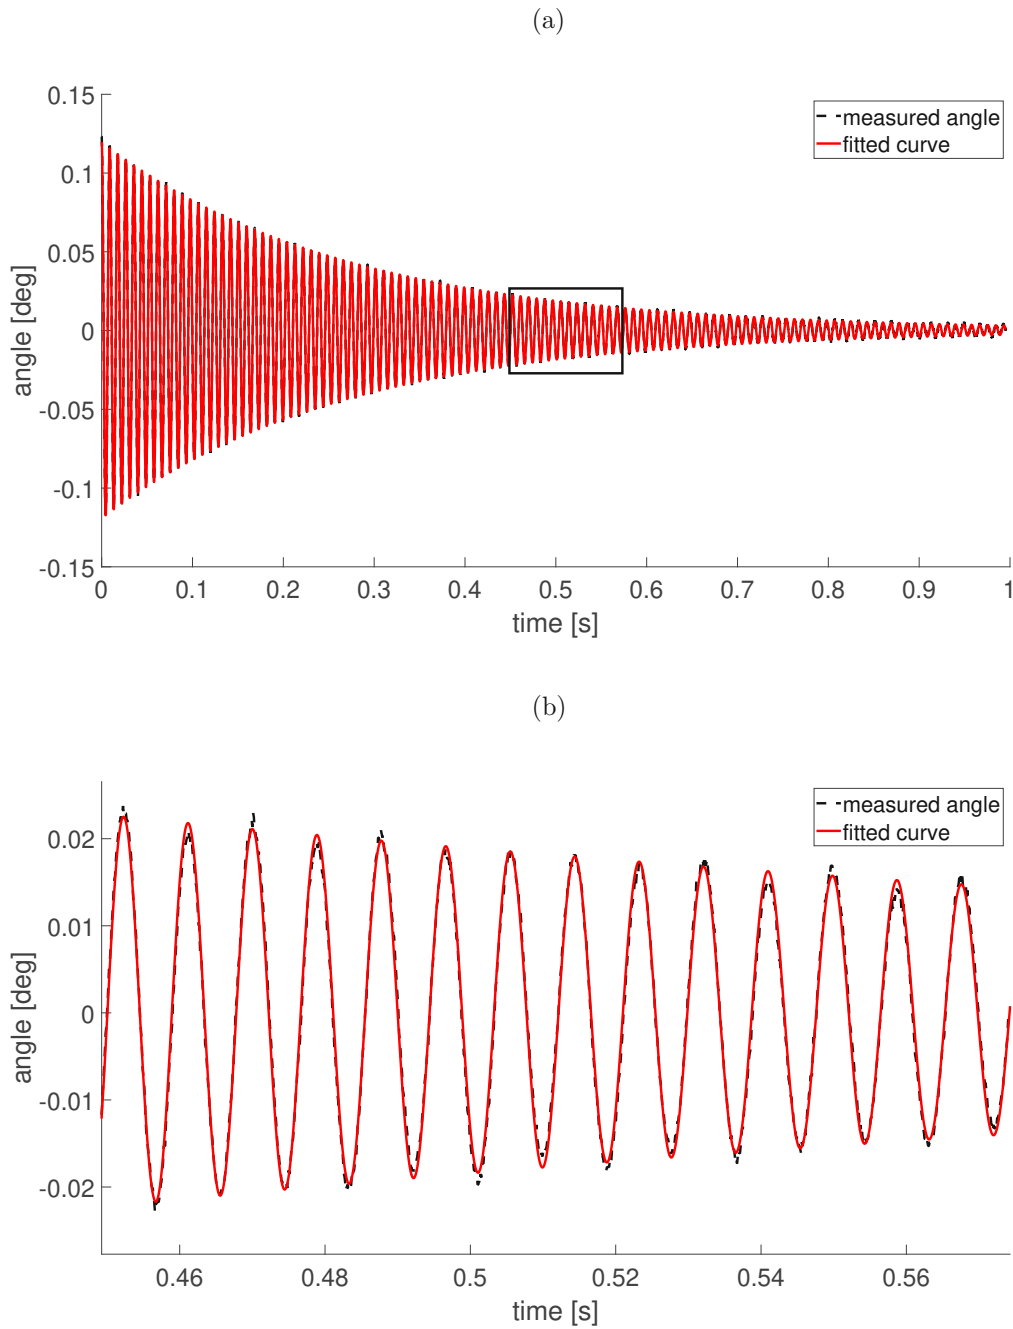 (a)
0.15
0.1
0.05
0
-0.05
-0.1
-0.15
angle [deg]
measured angle
fitted curve
0 0.1 0.2 0.3 0.4 0.5 0.6 0.7 0.8 0.9 1
time [s]
(b)
0.02
0.01
0
-0.01
-0.02
angle [deg]
measured angle
fitted curve
0.46 0.48 0.5 0.52 0.54 0.56
time [s]